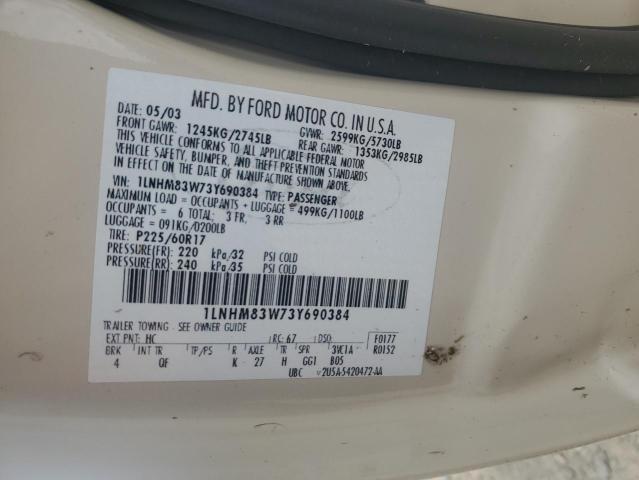 MFD. BY FORD MOTOR CO. IN U.S.A.
DATE: 05/03 GVWR: 2599KG/5730LB
FRONT GAWR: 1245KG/2745LB REAR GAWR: 1353KG/2985LB
THIS VEHICLE CONFORMS TO ALL APPLICABLE FEDERAL MOTOR
VEHICLE SAFETY, BUMPER, AND THEFT PREVENTION STANDARDS
IN EFFECT ON THE DATE OF MANUFACTURE SHOWN ABOVE.
VIN: 1LNHM83W73Y690384 TYPE: PASSENGER
MAXIMUM LOAD = OCCUPANTS + LUGGAGE = 499KG/1100LB
OCCUPANTS = 6 TOTAL: 3 FR 3 RR
LUGGAGE = 091KG/0200LB
TIRE: P225/60R17
PRESSURE(FR) 220 kPa/32 PSI COLD
PRESSURE(RR) 240 kPa/35 PSI COLD
1LNHM83W73Y690384
TRAILER TOWING - SEE OWNER GUIDE
EXT PNT: HC RC: 67 DSO: F0177
BRK INT TR TP/PS R AXLE TR SPR 3VC1A R0152
4 QF K 27 H GG1 B05
UBC 2U5A-5420472-AA